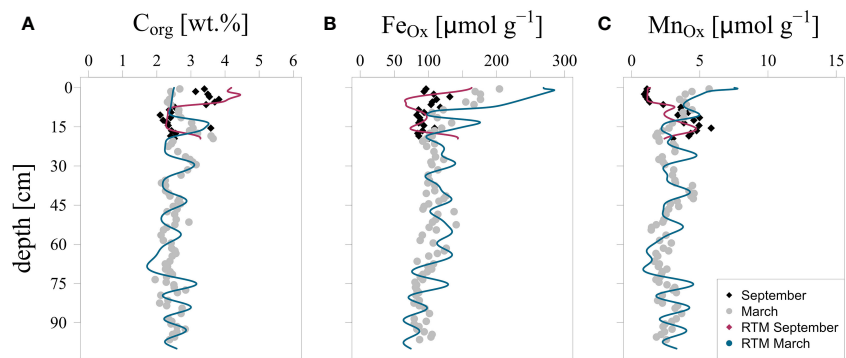 A
C_org [wt.%]
0 1 2 3 4 5 6
B
Fe_Ox [µmol g⁻¹]
0 50 100 200 300
C
Mn_Ox [µmol g⁻¹]
0 5 10 15
depth [cm]
0
15
30
45
60
75
90
September
March
RTM September
RTM March